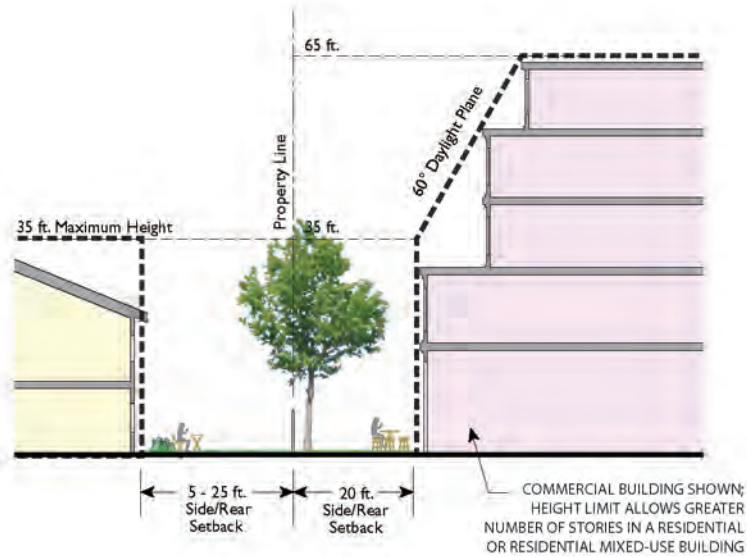 65 ft.
60° Daylight Plane
Property Line
35 ft. Maximum Height
35 ft.
5 - 25 ft.
Side/Rear
Setback
20 ft.
Side/Rear
Setback
COMMERCIAL BUILDING SHOWN;
HEIGHT LIMIT ALLOWS GREATER
NUMBER OF STORIES IN A RESIDENTIAL
OR RESIDENTIAL MIXED-USE BUILDING